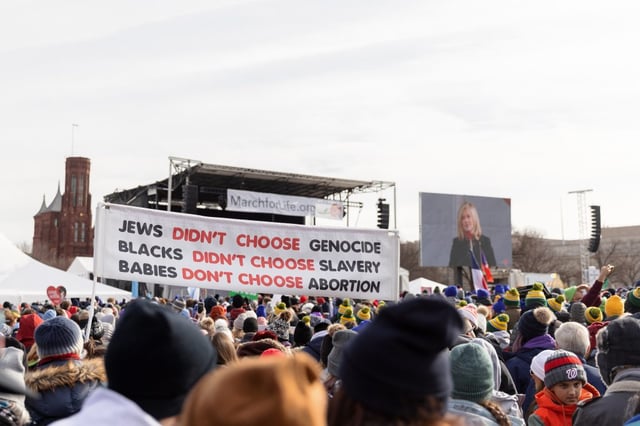 MarchforLife.org
JEWS DIDN'T CHOOSE GENOCIDE
BLACKS DIDN'T CHOOSE SLAVERY
BABIES DON'T CHOOSE ABORTION
W